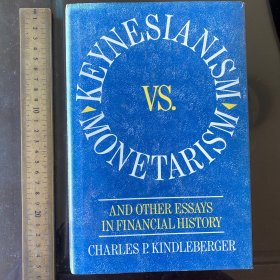 KEYNESIANISM
VS.
MONETARISM
AND OTHER ESSAYS
IN FINANCIAL HISTORY
CHARLES P. KINDLEBERGER